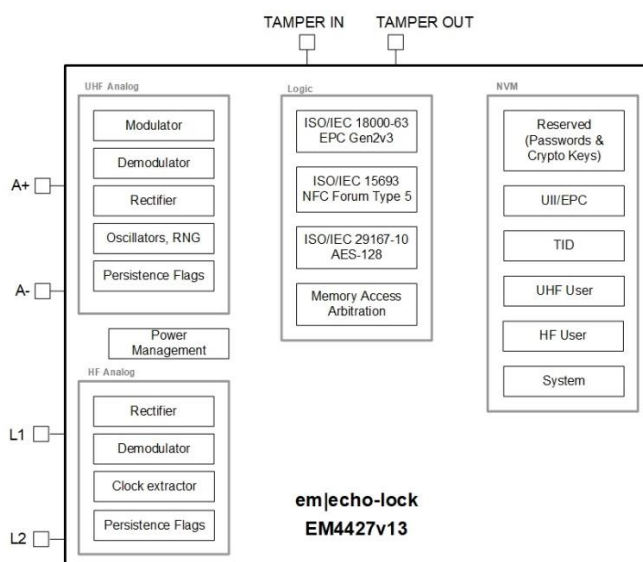 TAMPER IN
TAMPER OUT
UHF Analog
Modulator
Demodulator
Rectifier
Oscillators, RNG
Persistence Flags
A+
A-
Power
Management
HF Analog
Rectifier
Demodulator
Clock extractor
Persistence Flags
L1
L2
Logic
ISO/IEC 18000-63
EPC Gen2v3
ISO/IEC 15693
NFC Forum Type 5
ISO/IEC 29167-10
AES-128
Memory Access
Arbitration
NVM
Reserved
(Passwords &
Crypto Keys)
UII/EPC
TID
UHF User
HF User
System
em|echo-lock
EM4427v13